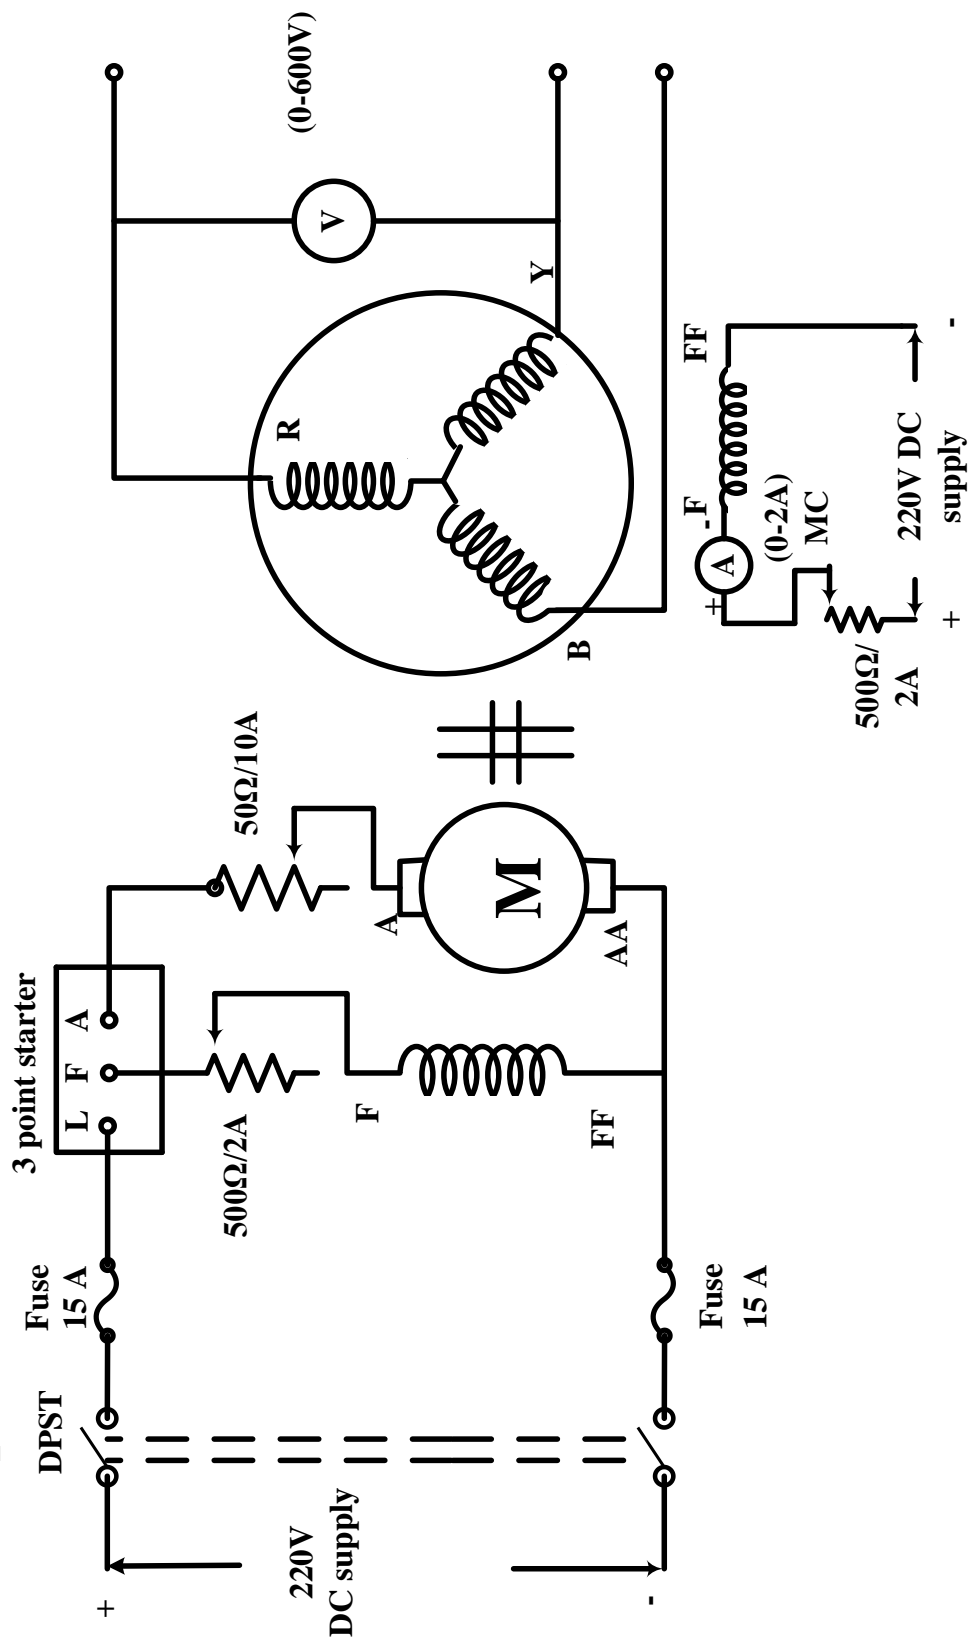 3 point starter
L
F
A
50Ω/10A
500Ω/2A
Fuse
15 A
DPST
+
220V
DC supply
-
F
FF
Fuse
15 A
A
M
AA
R
Y
B
V
(0-600V)
F
FF
-
A
+
(0-2A)
MC
500Ω/
2A
220V DC
supply
+
-